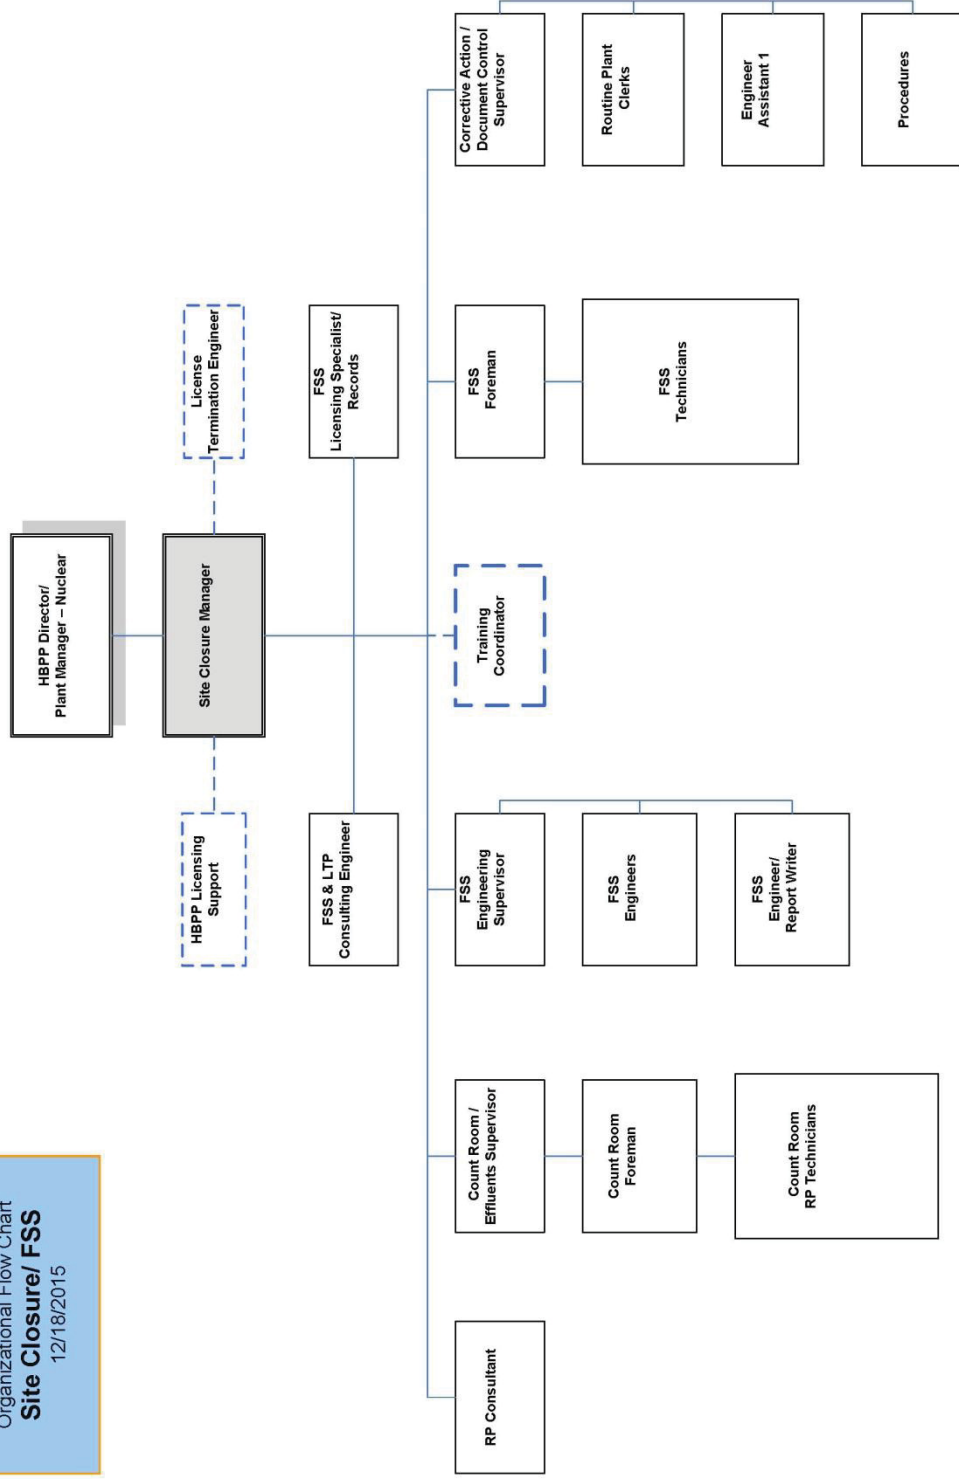 Organizational Flow Chart
Site Closure/ FSS
12/18/2015
HBPP Director/
Plant Manager – Nuclear
HBPP Licensing
Support
Site Closure Manager
License
Termination Engineer
FSS & LTP
Consulting Engineer
FSS
Licensing Specialist/
Records
RP Consultant
Count Room /
Effluents Supervisor
FSS
Engineering
Supervisor
Training
Coordinator
FSS
Foreman
Corrective Action /
Document Control
Supervisor
Count Room
Foreman
FSS
Engineers
FSS
Technicians
Routine Plant
Clerks
Count Room
RP Technicians
FSS
Engineer/
Report Writer
Engineer
Assistant 1
Procedures